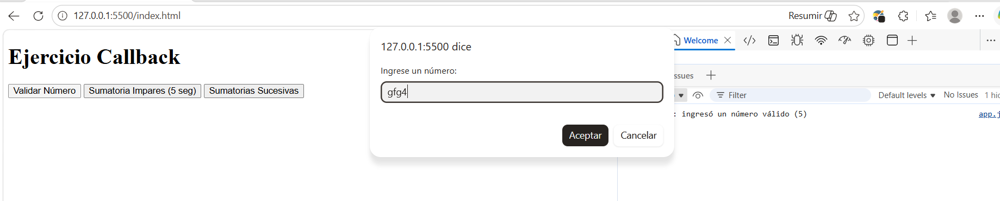 127.0.0.1:5500/index.html
Resumir
Ejercicio Callback
Validar Número Sumatoria Impares (5 seg) Sumatorias Sucesivas
127.0.0.1:5500 dice
Ingrese un número:
gfg4
Aceptar Cancelar
Welcome
ssues
Filter Default levels No Issues 1 hid
: ingresó un número válido (5) app.j